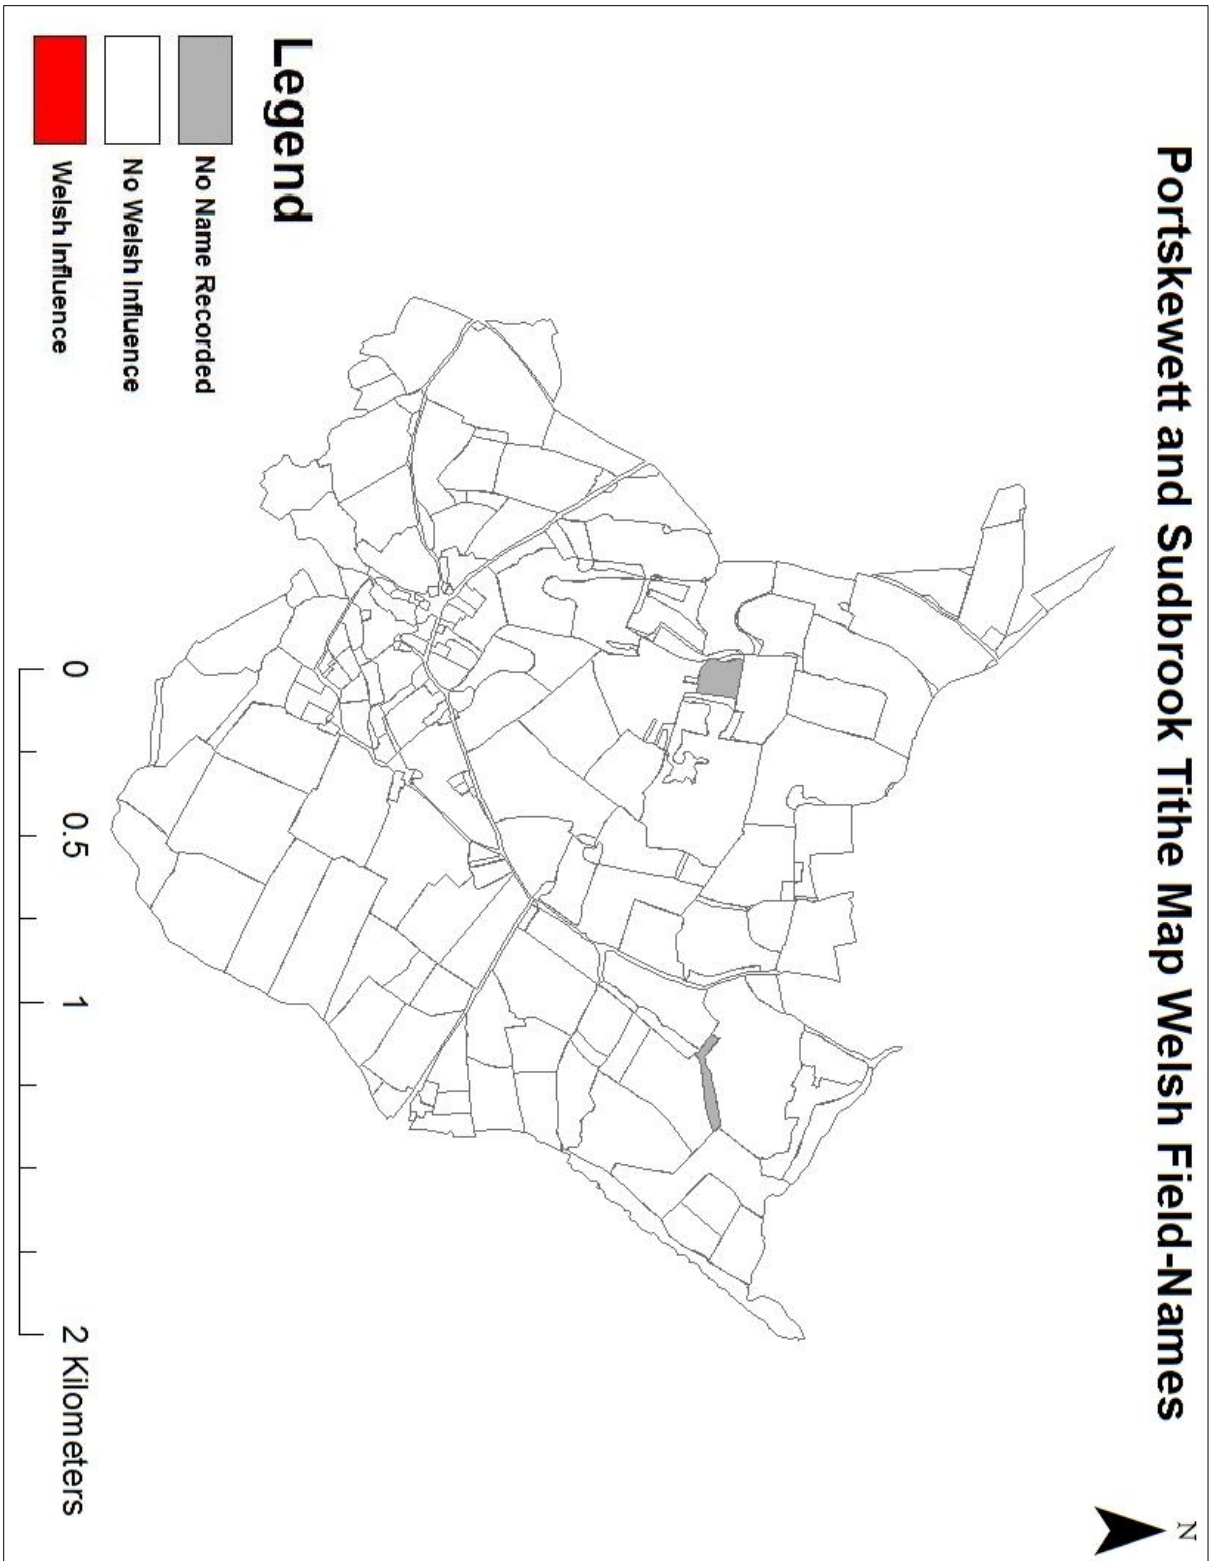 Portskewett and Sudbrook Tithe Map Welsh Field-Names
N
Legend
No Name Recorded
No Welsh Influence
Welsh Influence
0 0.5 1 2 Kilometers